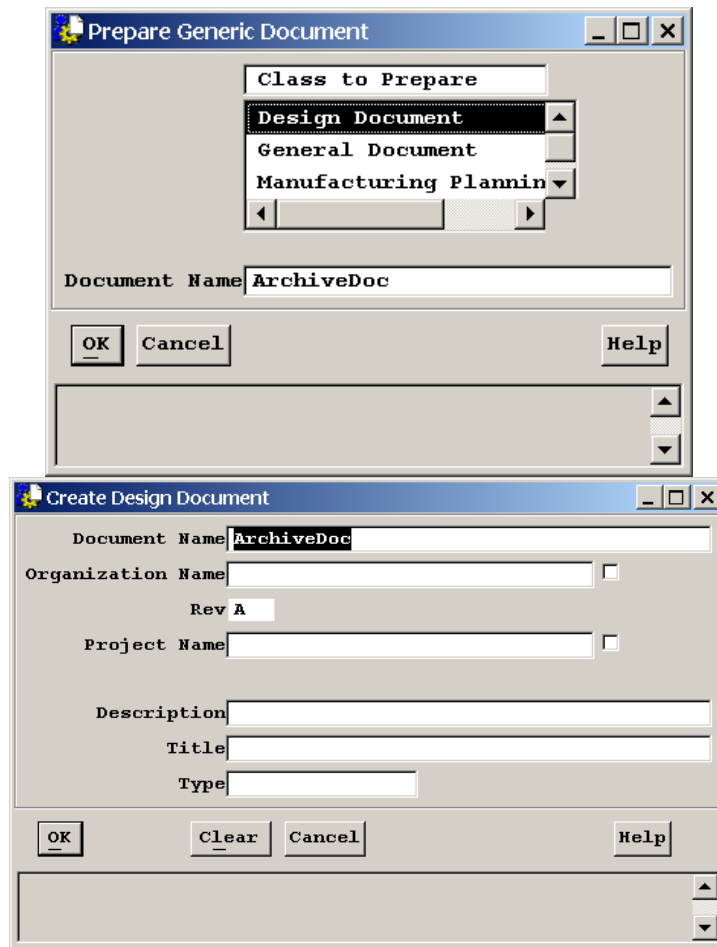 Prepare Generic Document
Class to Prepare
Design Document
General Document
Manufacturing Plannin
Document Name ArchiveDoc
OK Cancel Help
Create Design Document
Document Name ArchiveDoc
Organization Name
Rev A
Project Name
Description
Title
Type
OK Clear Cancel Help